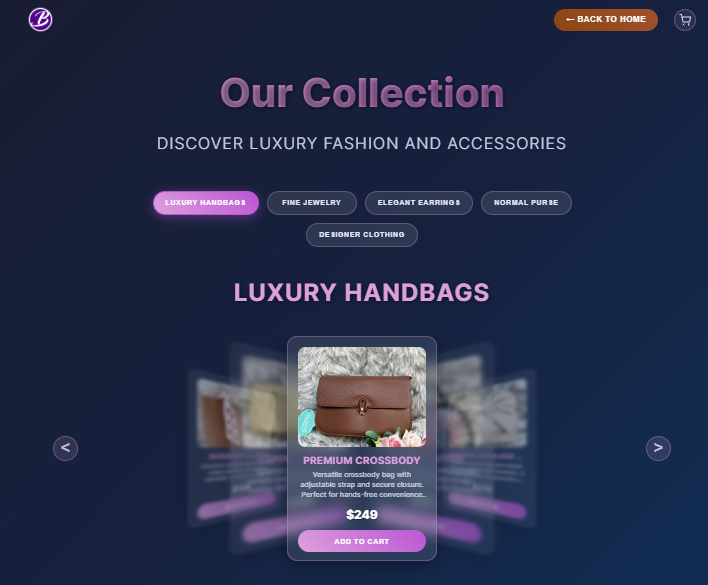 B
← BACK TO HOME
Our Collection
DISCOVER LUXURY FASHION AND ACCESSORIES
LUXURY HANDBAGS
FINE JEWELRY
ELEGANT EARRINGS
NORMAL PURSE
DESIGNER CLOTHING
LUXURY HANDBAGS
<
>
PREMIUM CROSSBODY
Versatile crossbody bag with
adjustable strap and secure closure.
Perfect for hands-free convenience..
$249
ADD TO CART